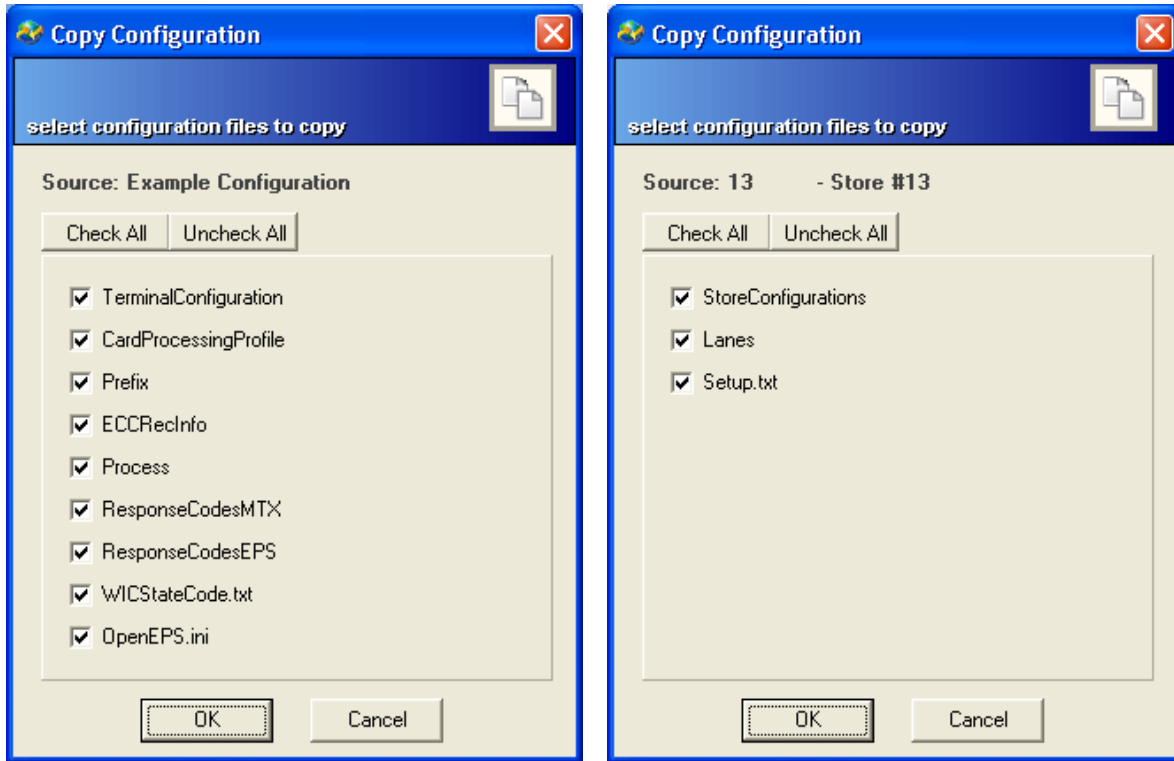 Copy Configuration
select configuration files to copy
Source: Example Configuration
Check All Uncheck All
TerminalConfiguration
CardProcessingProfile
Prefix
ECCRecInfo
Process
ResponseCodesMTX
ResponseCodesEPS
WICStateCode.txt
OpenEPS.ini
OK Cancel
Copy Configuration
select configuration files to copy
Source: 13 - Store #13
Check All Uncheck All
StoreConfigurations
Lanes
Setup.txt
OK Cancel